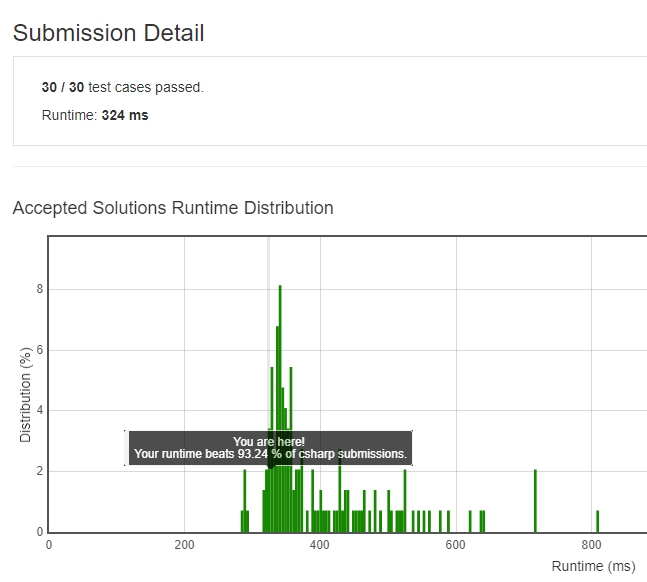 Submission Detail
30 / 30 test cases passed.
Runtime: 324 ms
Accepted Solutions Runtime Distribution
Distribution (%)
8
6
4
2
0
You are here!
Your runtime beats 93.24 % of csharp submissions.
0 200 400 600 800
Runtime (ms)